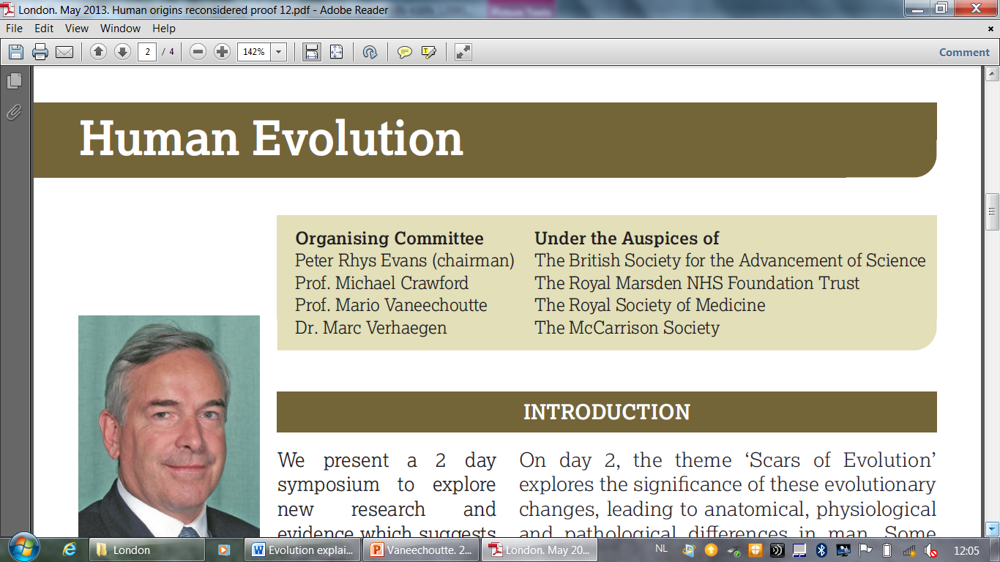 London. May 2013. Human origins reconsidered proof 12.pdf - Adobe Reader
File Edit View Window Help
2 / 4
142%
Comment
Human Evolution
Organising Committee
Peter Rhys Evans (chairman)
Prof. Michael Crawford
Prof. Mario Vaneechoutte
Dr. Marc Verhaegen
Under the Auspices of
The British Society for the Advancement of Science
The Royal Marsden NHS Foundation Trust
The Royal Society of Medicine
The McCarrison Society
INTRODUCTION
We present a 2 day
symposium to explore
new research and
evidence which suggests
On day 2, the theme ‘Scars of Evolution’
explores the significance of these evolutionary
changes, leading to anatomical, physiological
and pathological differences in man. Some
London
Evolution explai...
Vaneechoutte. 2...
London. May 20...
NL
12:05